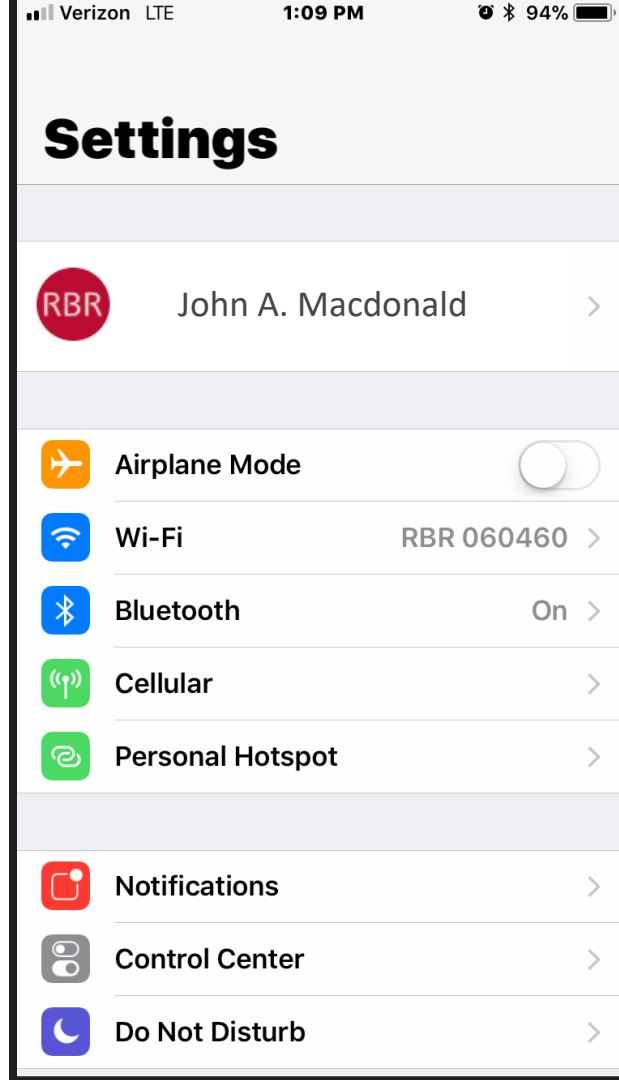 Verizon LTE 1:09 PM 94%
Settings
RBR John A. Macdonald
Airplane Mode
Wi-Fi RBR 060460
Bluetooth On
Cellular
Personal Hotspot
Notifications
Control Center
Do Not Disturb